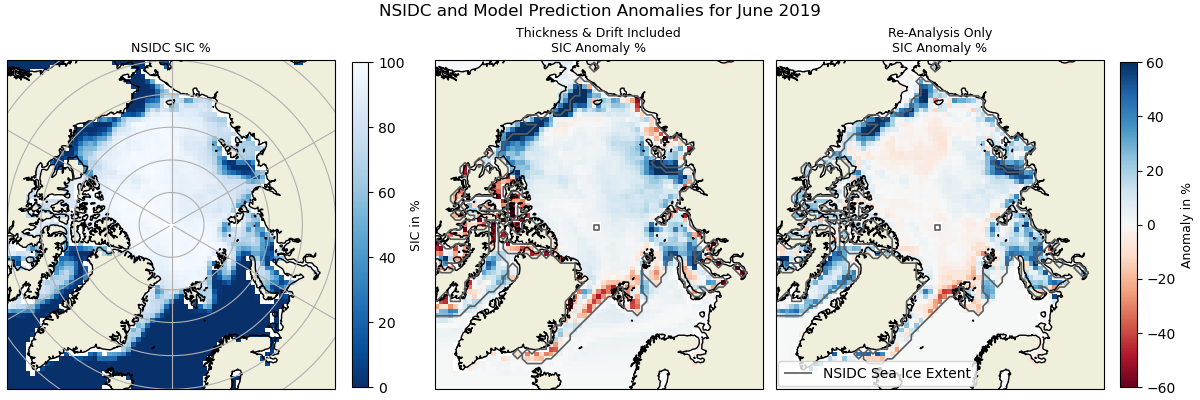 NSIDC and Model Prediction Anomalies for June 2019
NSIDC SIC %
100
80
60
40
20
0
SIC in %
Thickness & Drift Included
SIC Anomaly %
Re-Analysis Only
SIC Anomaly %
NSIDC Sea Ice Extent
60
40
20
0
−20
−40
−60
Anomaly in %